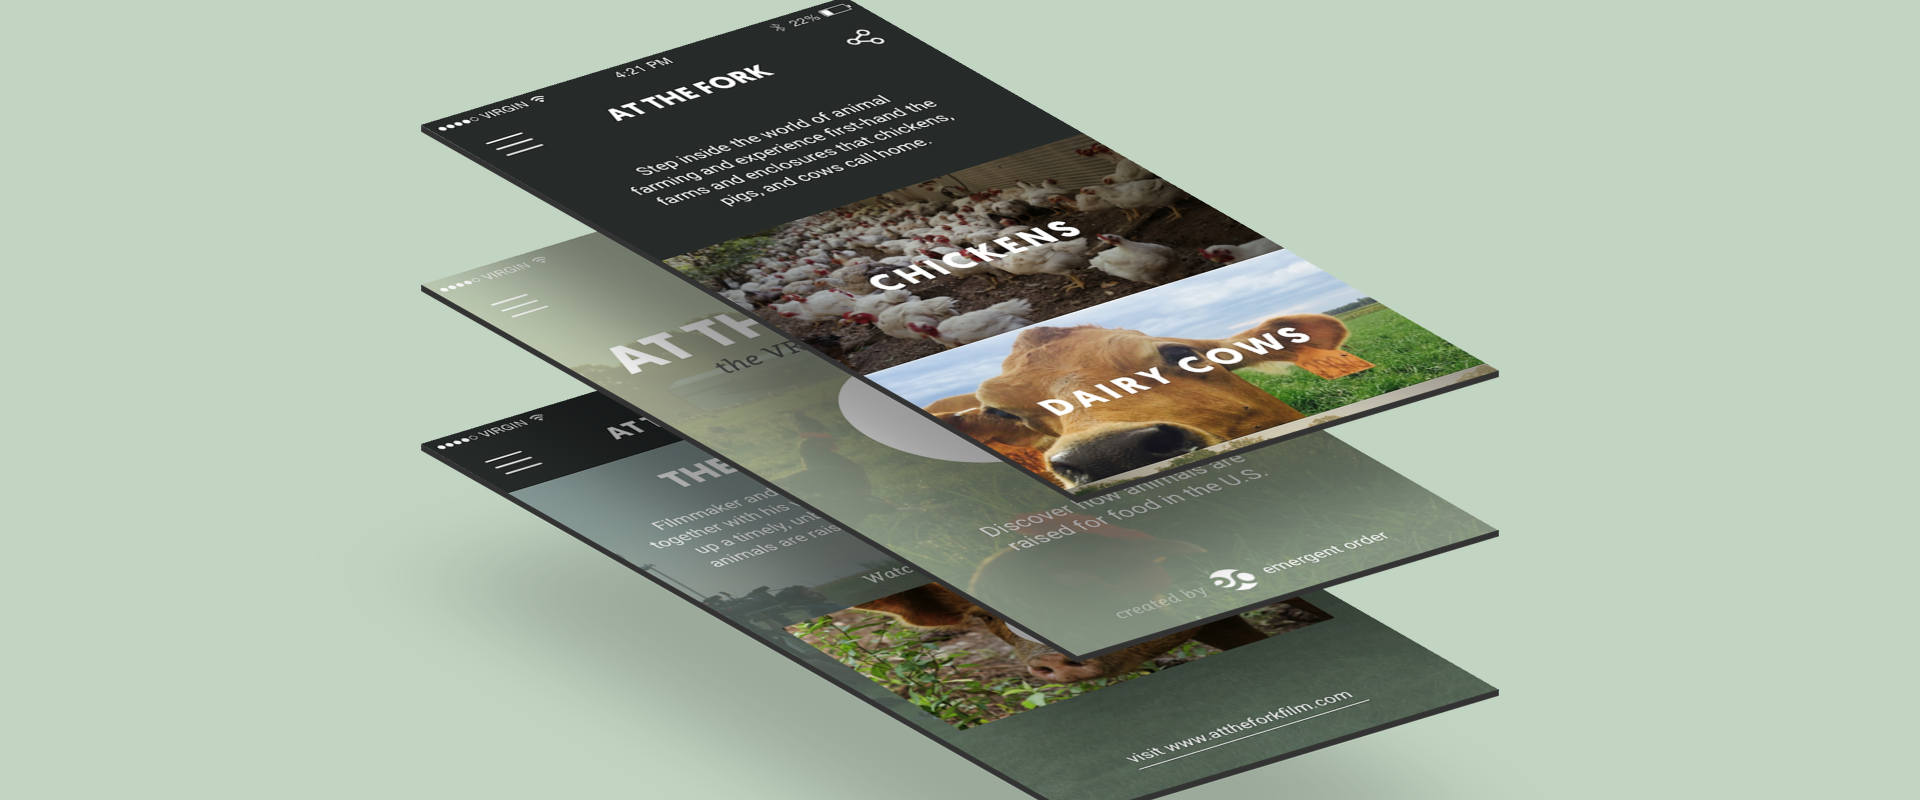 VIRGIN
4:21 PM
22%
AT THE FORK
Step inside the world of animal
farming and experience first-hand the
farms and enclosures that chickens,
pigs, and cows call home.
CHICKENS
DAIRY COWS
VIRGIN
AT TH
the VR
Discover how animals are
raised for food in the U.S.
created by emergent order
VIRGIN
AT T
THE
Filmmaker and
together with his
up a timely, unb
animals are rais
Watc
visit www.attheforkfilm.com